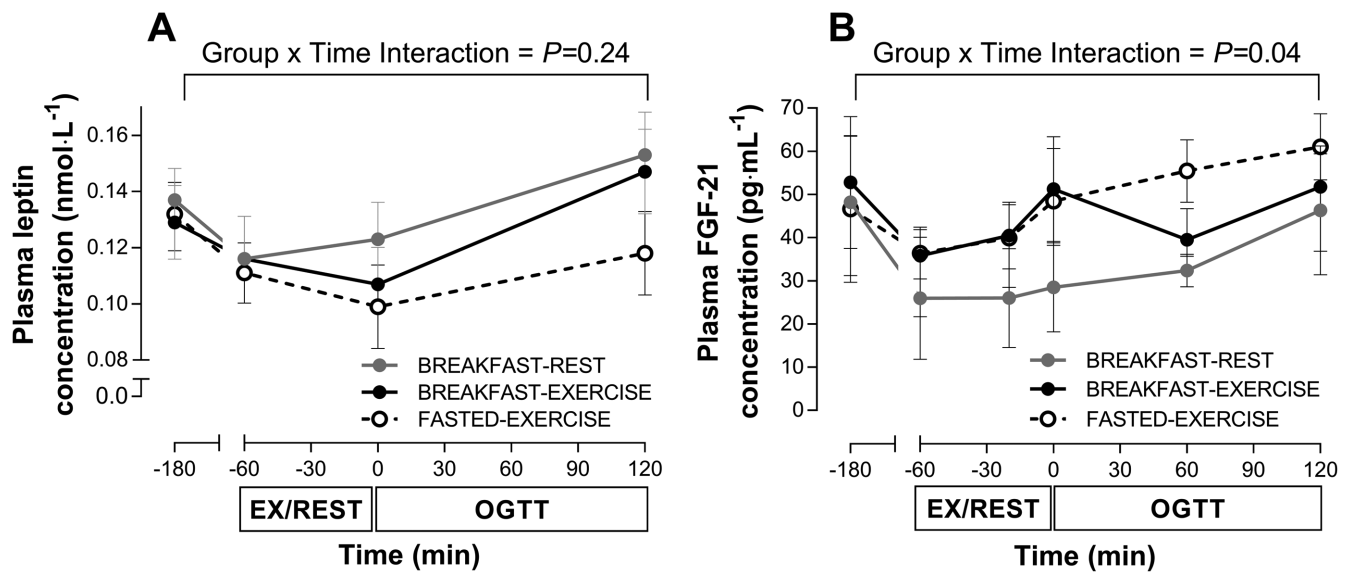 A
Group x Time Interaction = P=0.24
Plasma leptin
concentration (nmol·L-1)
0.16
0.14
0.12
0.10
0.08
0.0
BREAKFAST-REST
BREAKFAST-EXERCISE
FASTED-EXERCISE
-180 -60 -30 0 30 60 90 120
EX/REST OGTT
Time (min)
B
Group x Time Interaction = P=0.04
Plasma FGF-21
concentration (pg·mL-1)
70
60
50
40
30
20
10
0
BREAKFAST-REST
BREAKFAST-EXERCISE
FASTED-EXERCISE
-180 -60 -30 0 30 60 90 120
EX/REST OGTT
Time (min)